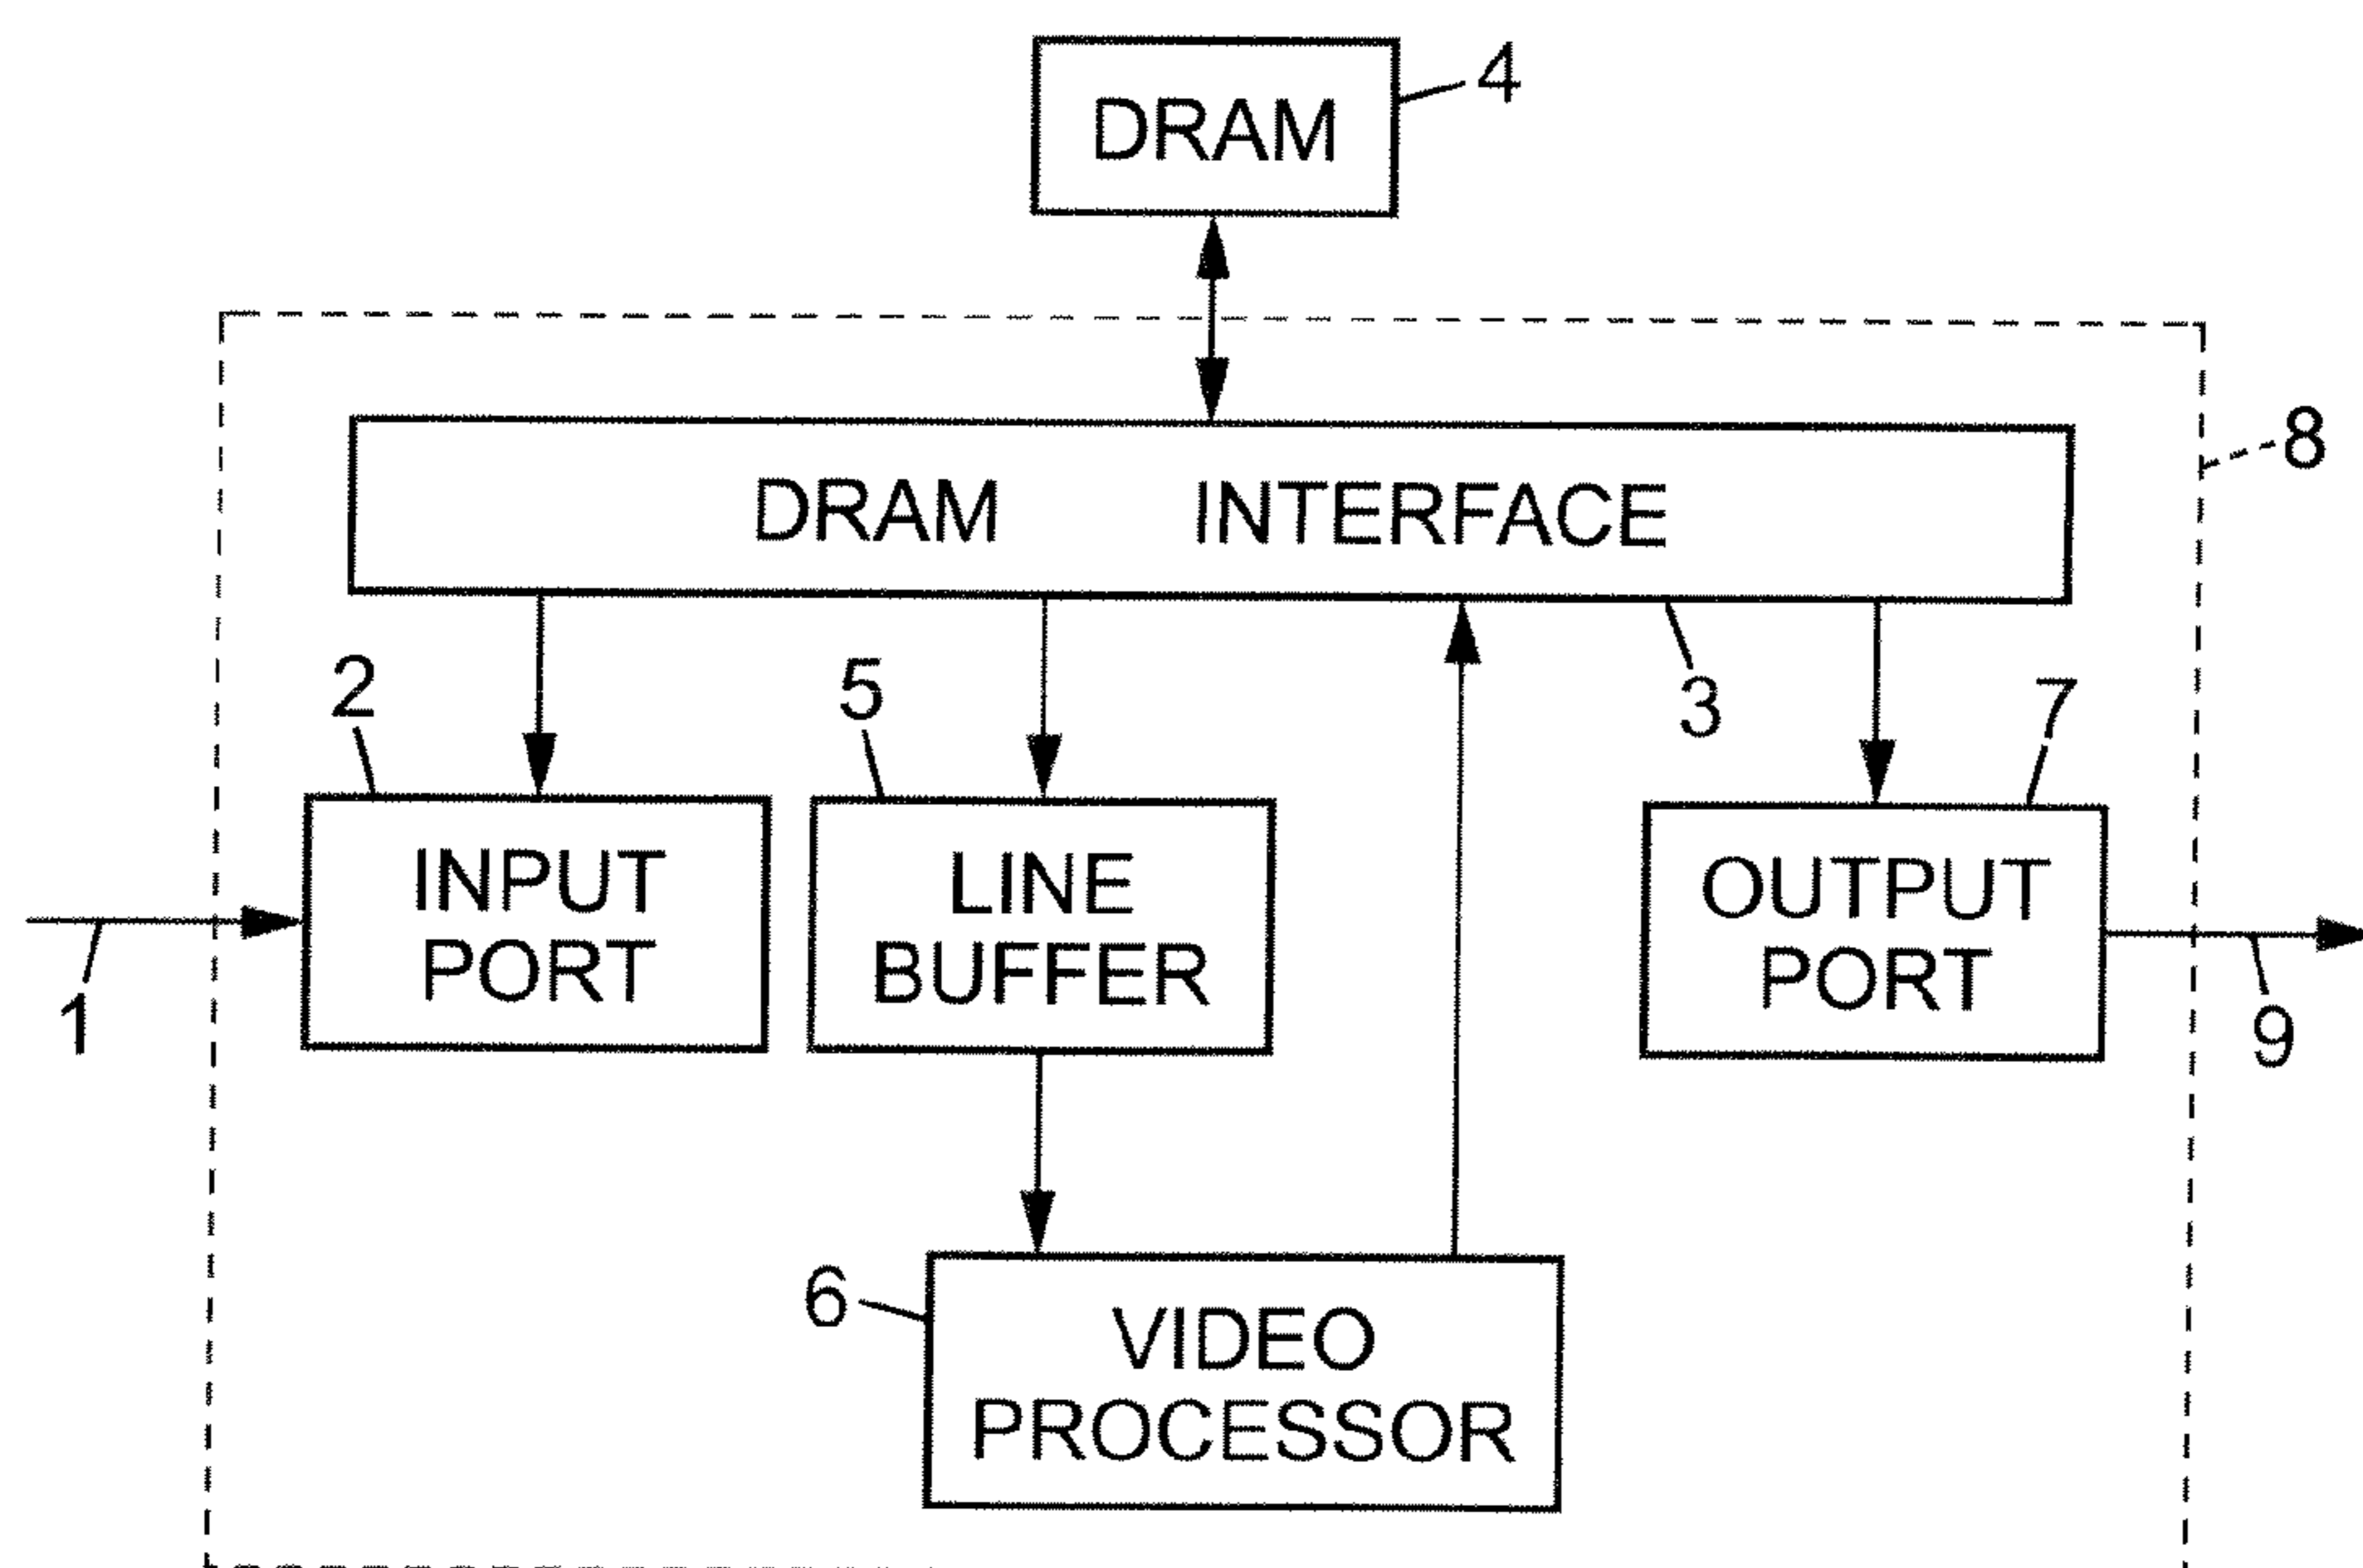 DRAM
4
DRAM INTERFACE
8
2
5
3
7
INPUT
PORT
LINE
BUFFER
OUTPUT
PORT
1
9
6
VIDEO
PROCESSOR